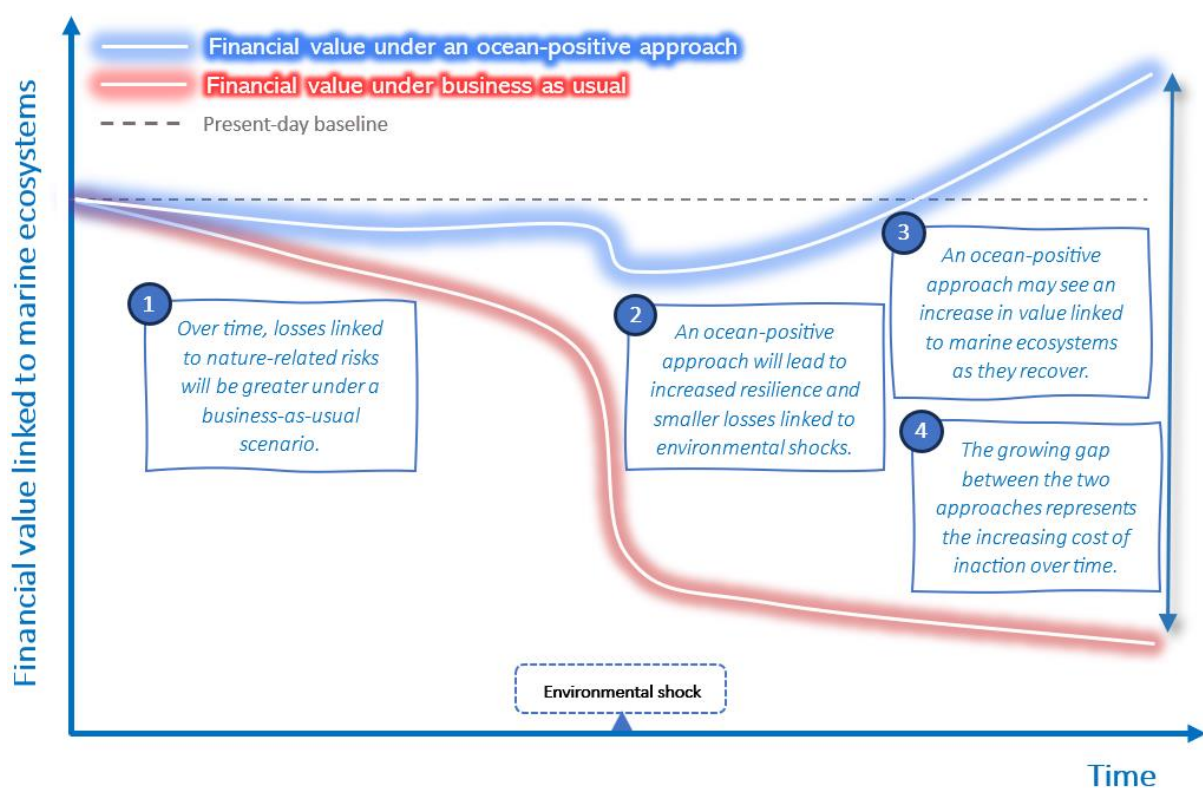 Financial value linked to marine ecosystems
Financial value under an ocean-positive approach
Financial value under business as usual
Present-day baseline
1
Over time, losses linked
to nature-related risks
will be greater under a
business-as-usual
scenario.
2
An ocean-positive
approach will lead to
increased resilience and
smaller losses linked to
environmental shocks.
3
An ocean-positive
approach may see an
increase in value linked
to marine ecosystems
as they recover.
4
The growing gap
between the two
approaches represents
the increasing cost of
inaction over time.
Environmental shock
Time